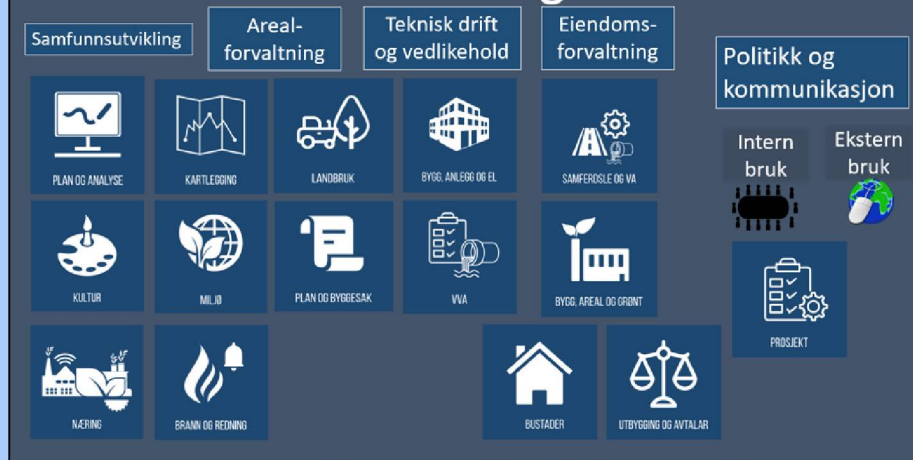 Samfunnsutvikling
Areal-
forvaltning
Teknisk drift
og vedlikehold
Eiendoms-
forvaltning
Politikk og
kommunikasjon
Intern
bruk
Ekstern
bruk
PLAN OG ANALYSE
KARTLEGGING
LANDBRUK
BYGG, ANLEGG OG EL
SAMFERDSLE OG VA
KULTUR
MILJØ
PLAN OG BYGGESAK
VVA
BYGG, AREAL OG GRØNT
PROSJEKT
NÆRING
BRANN OG REDNING
BUSTADER
UTBYGGING OG AVTALAR